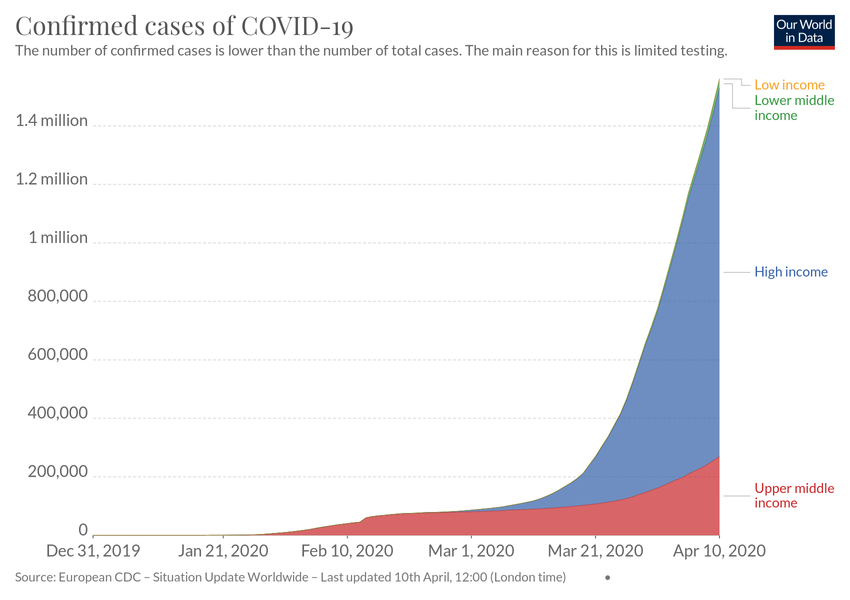 Confirmed cases of COVID-19
Our World
in Data
The number of confirmed cases is lower than the number of total cases. The main reason for this is limited testing.
Low income
Lower middle
income
1.4 million
1.2 million
1 million
High income
800,000
600,000
400,000
200,000
Upper middle
income
0
Dec 31, 2019 Jan 21, 2020 Feb 10, 2020 Mar 1, 2020 Mar 21, 2020 Apr 10, 2020
Source: European CDC – Situation Update Worldwide – Last updated 10th April, 12:00 (London time) •